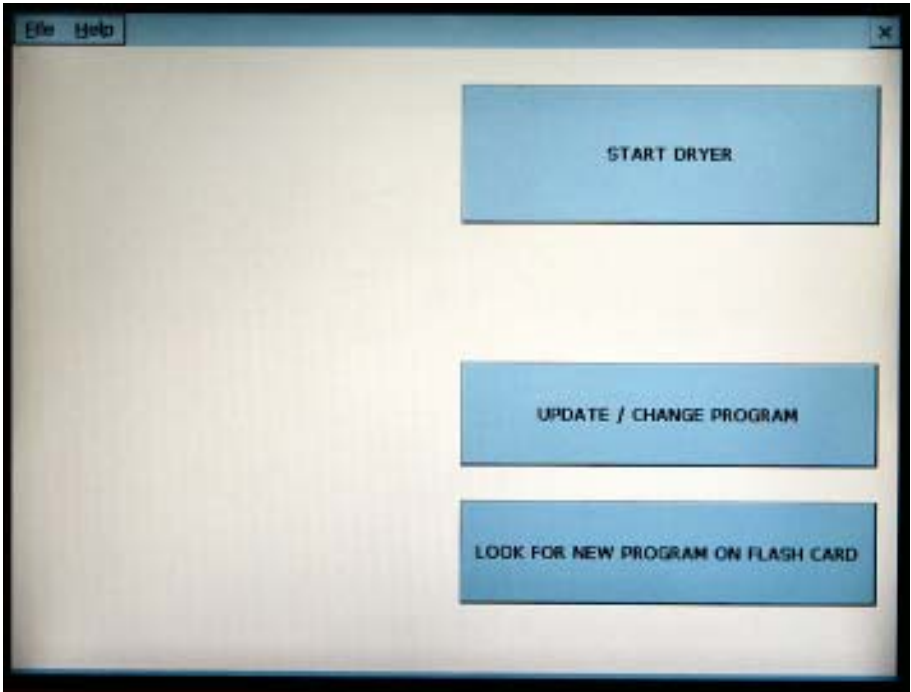 File Help
START DRYER
UPDATE / CHANGE PROGRAM
LOOK FOR NEW PROGRAM ON FLASH CARD